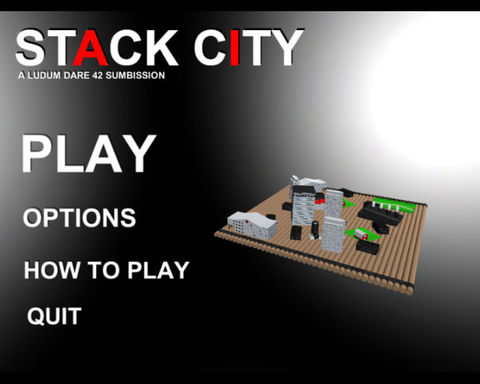 STACK CITY
A LUDUM DARE 42 SUMBISSION
PLAY
OPTIONS
HOW TO PLAY
QUIT